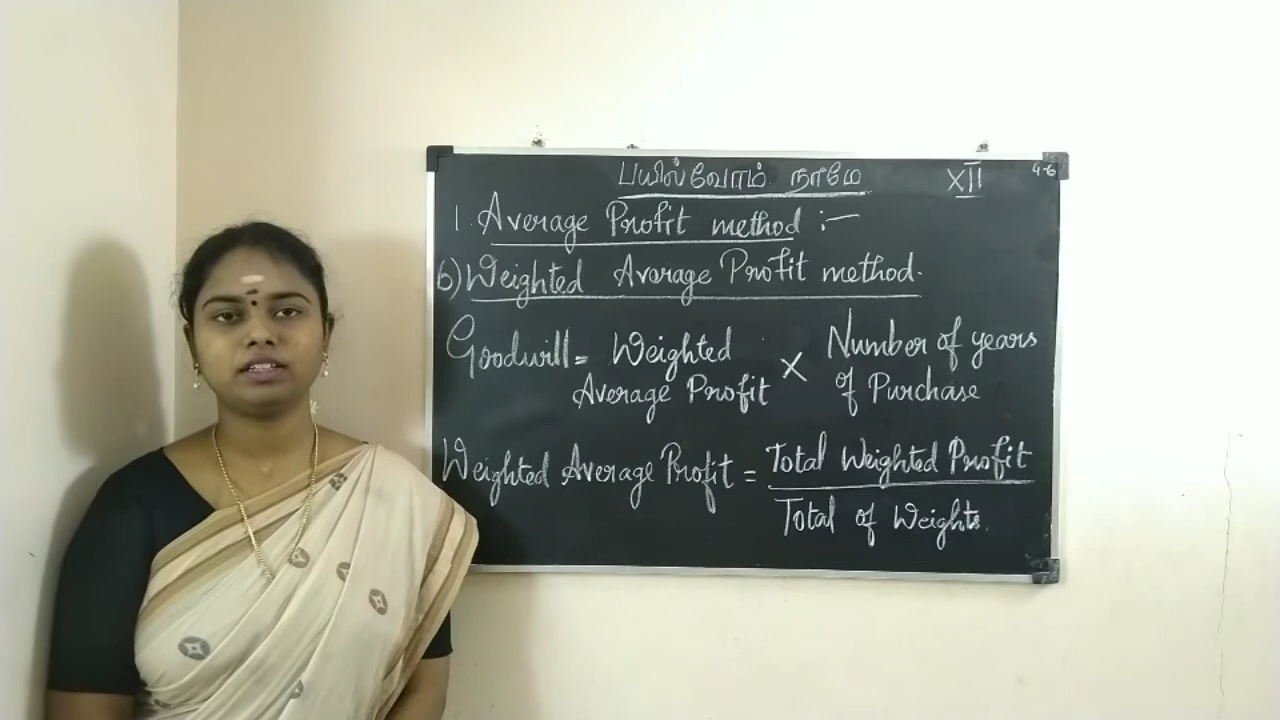 பயில்வோம் நாமே XII 4-6
1. Average Profit method :-
b) Weighted Avarage Profit method.
Goodwill = Weighted Average Profit × Number of years of Purchase
Weighted Average Profit = Total Weighted Profit
Total of Weights.